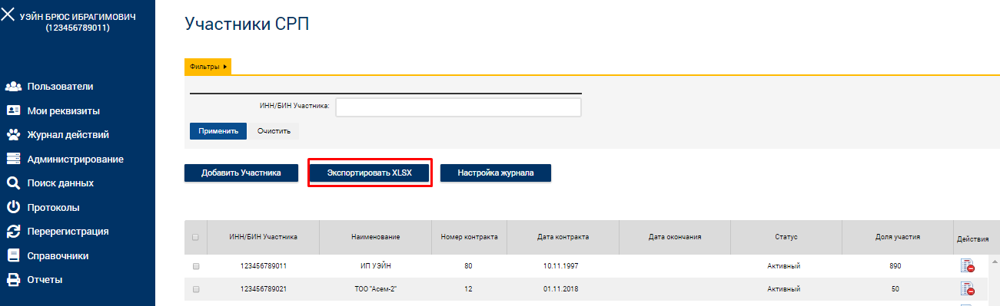 УЭЙН БРЮС ИБРАГИМОВИЧ
(123456789011)
Пользователи
Мои реквизиты
Журнал действий
Администрирование
Поиск данных
Протоколы
Перерегистрация
Справочники
Отчеты
Участники СРП
Фильтры
ИНН/БИН Участника:
Применить Очистить
Добавить Участника Экспортировать XLSX Настройка журнала
ИНН/БИН Участника Наименование Номер контракта Дата контракта Дата окончания Статус Доля участия Действия
123456789011 ИП УЭЙН 80 10.11.1997 Активный 890
123456789021 ТОО "Асем-2" 12 01.11.2018 Активный 50